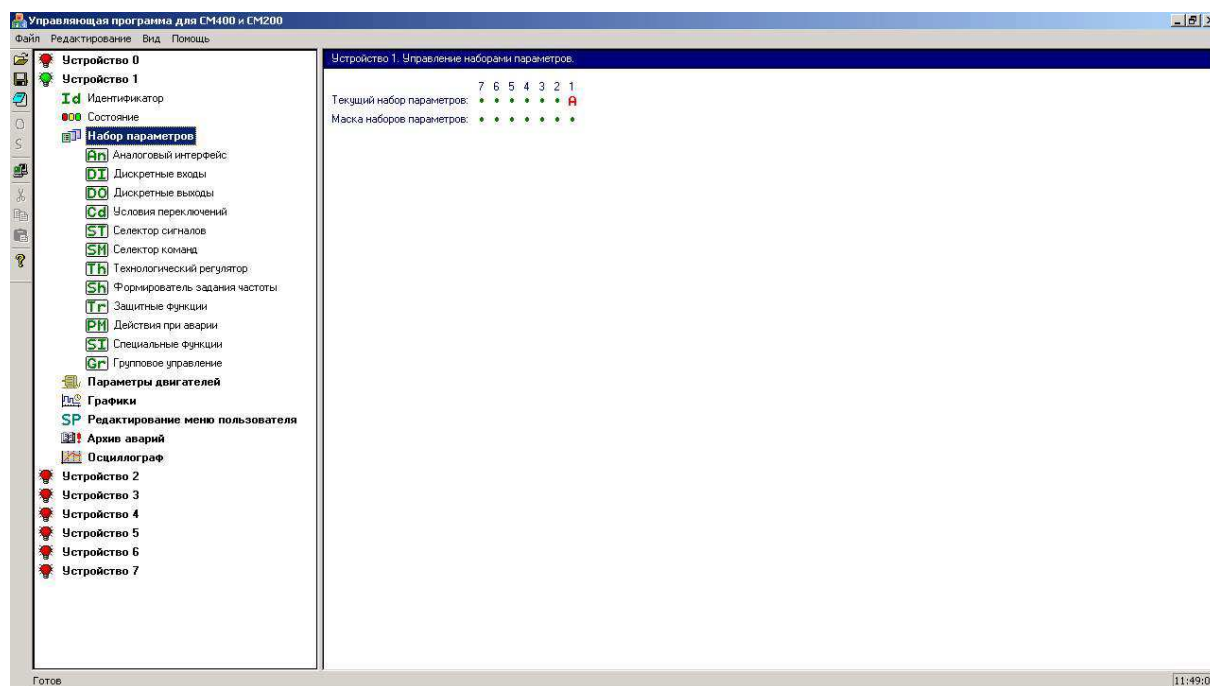 Управляющая программа для СМ400 и СМ200
Файл Редактирование Вид Помощь
Устройство 0
Устройство 1
Id Идентификатор
Состояние
Набор параметров
An Аналоговый интерфейс
DI Дискретные входы
DO Дискретные выходы
Cd Условия переключений
ST Селектор сигналов
SM Селектор команд
Th Технологический регулятор
Sh Формирователь задания частоты
Tr Защитные функции
PM Действия при аварии
SI Специальные функции
Gr Групповое управление
Параметры двигателей
Графики
SP Редактирование меню пользователя
Архив аварий
Осциллограф
Устройство 2
Устройство 3
Устройство 4
Устройство 5
Устройство 6
Устройство 7
Устройство 1. Управление наборами параметров.
7 6 5 4 3 2 1
Текущий набор параметров: • • • • • • A
Маска наборов параметров: • • • • • • •
Готов
11:49:0